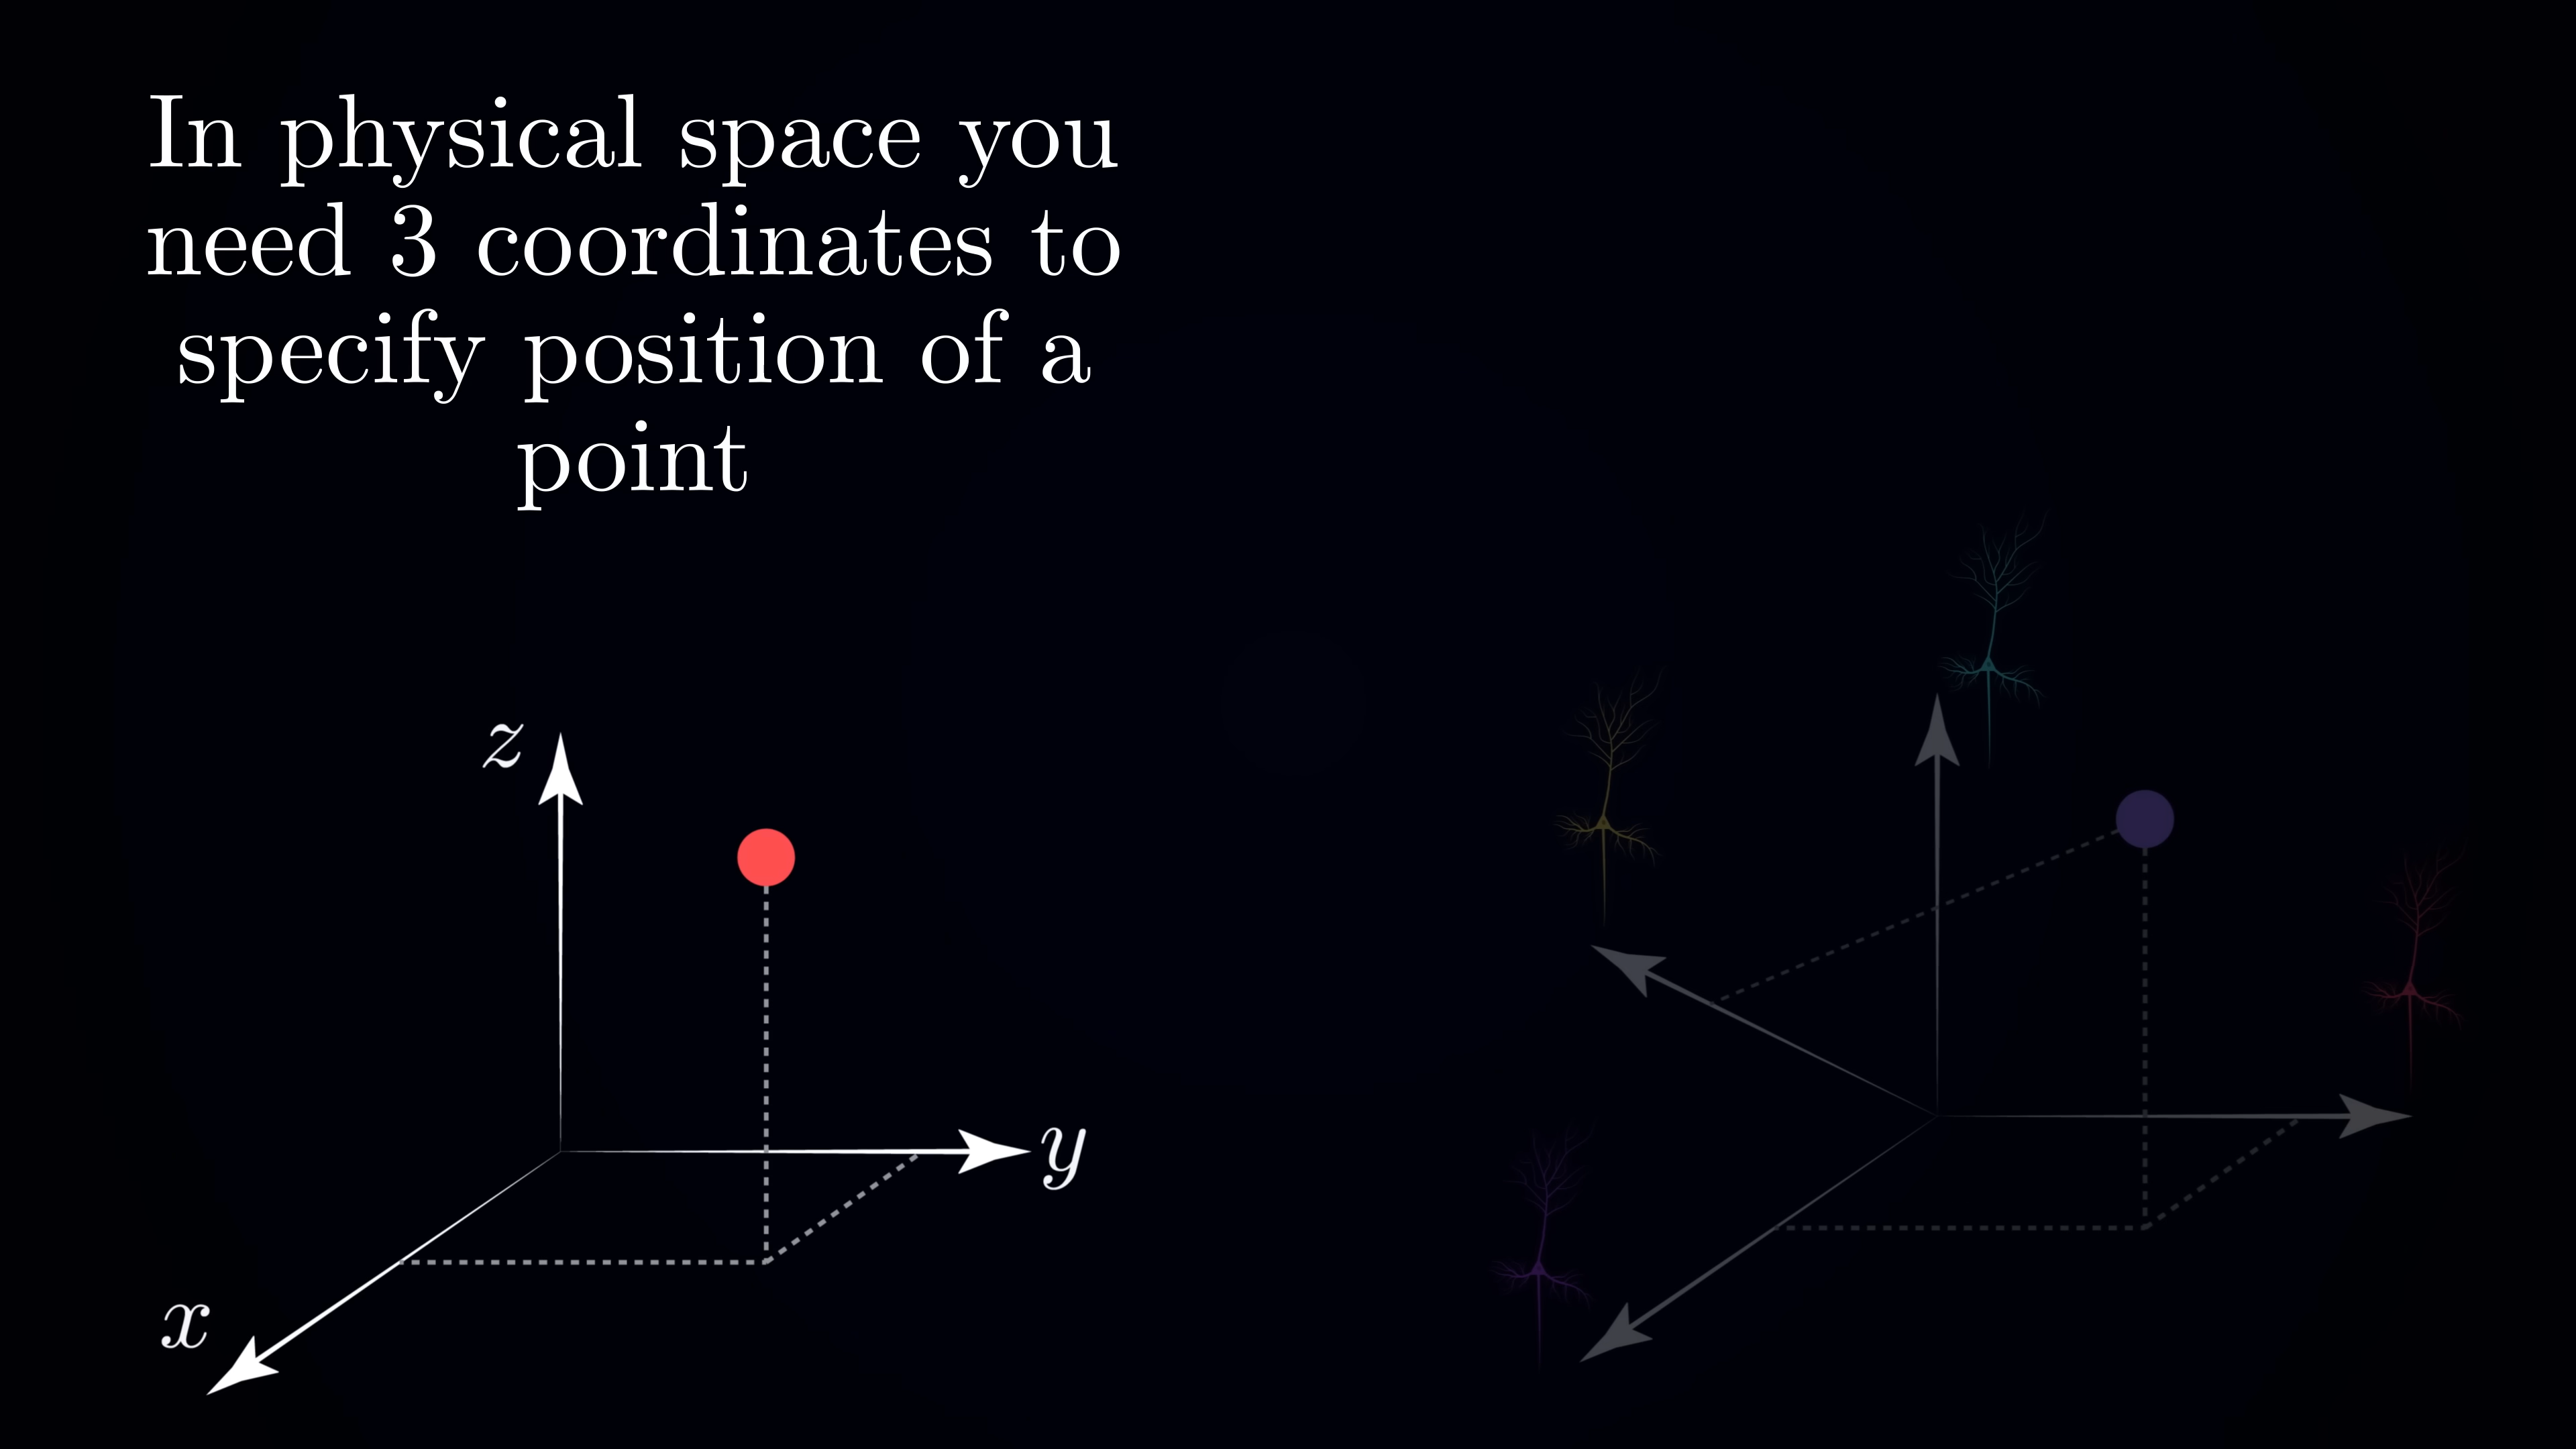 In physical space you
need 3 coordinates to
specify position of a
point
z
y
x